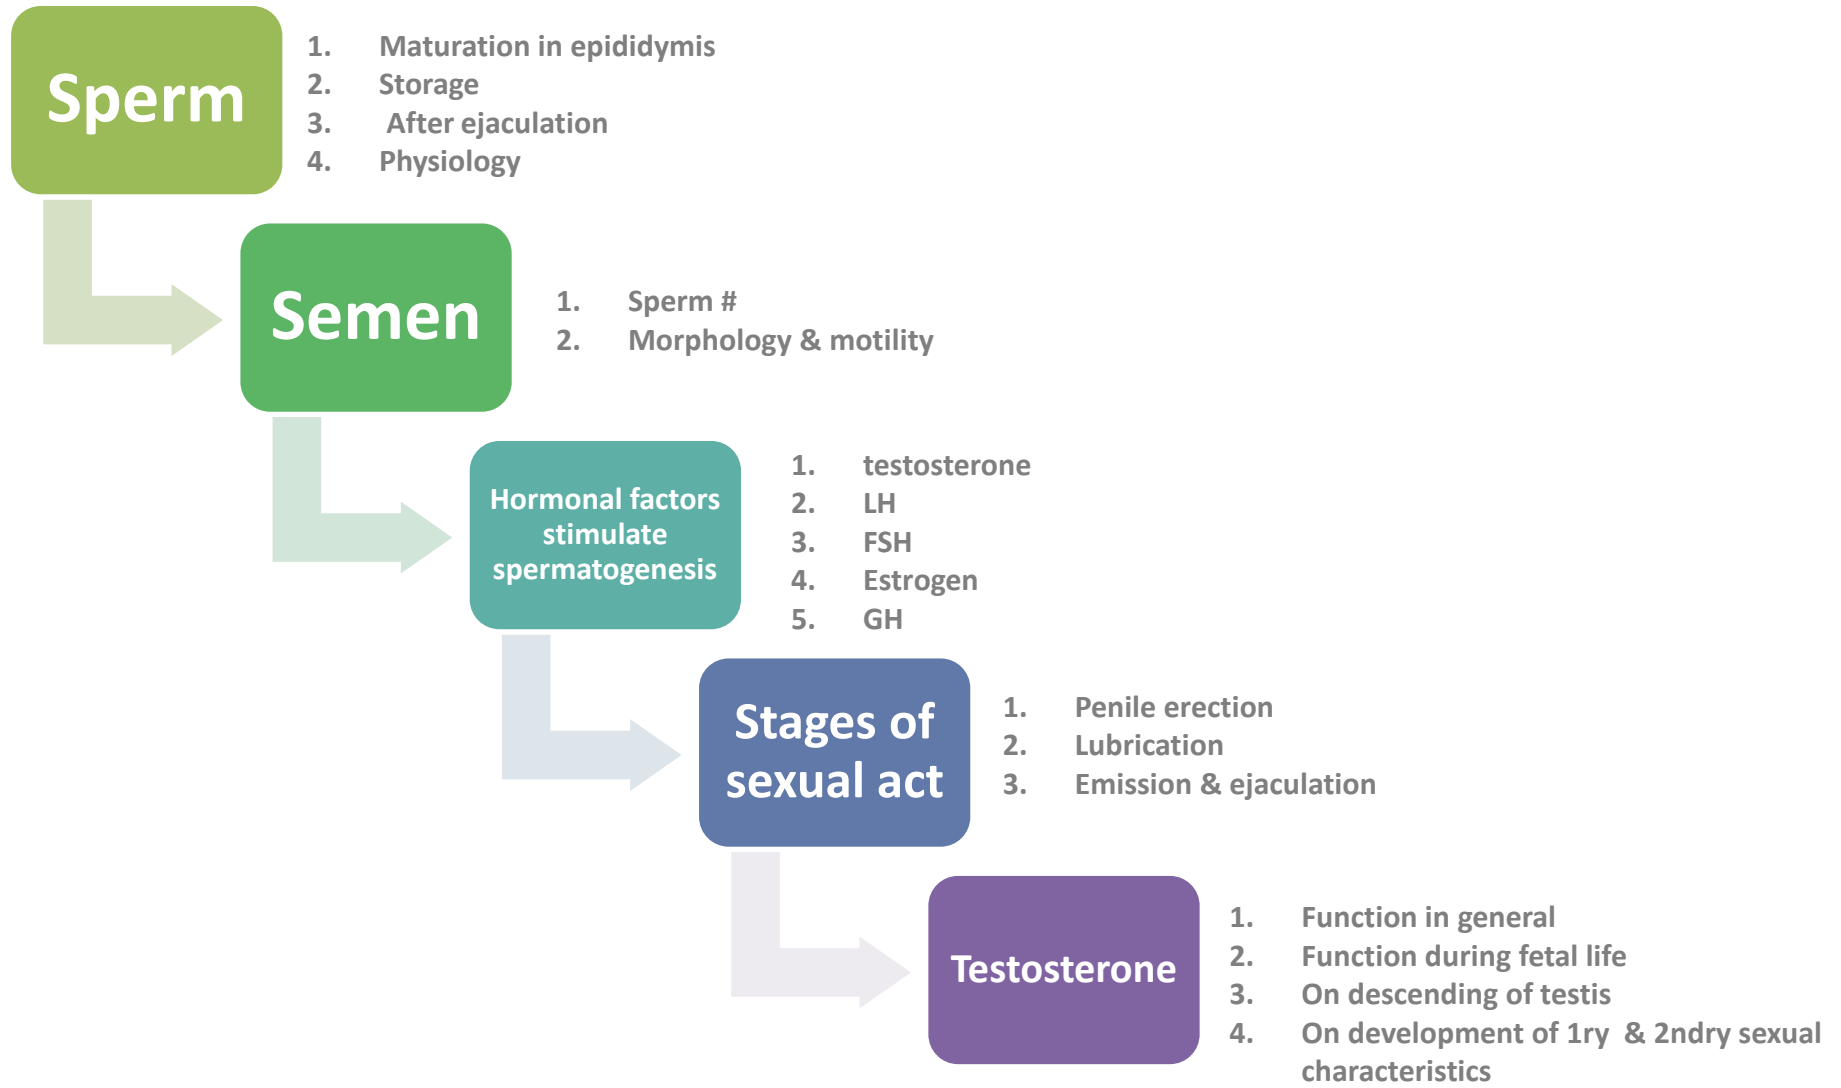 Sperm
1. Maturation in epididymis
2. Storage
3. After ejaculation
4. Physiology
Semen
1. Sperm #
2. Morphology & motility
Hormonal factors
stimulate
spermatogenesis
1. testosterone
2. LH
3. FSH
4. Estrogen
5. GH
Stages of
sexual act
1. Penile erection
2. Lubrication
3. Emission & ejaculation
Testosterone
1. Function in general
2. Function during fetal life
3. On descending of testis
4. On development of 1ry & 2ndry sexual
characteristics